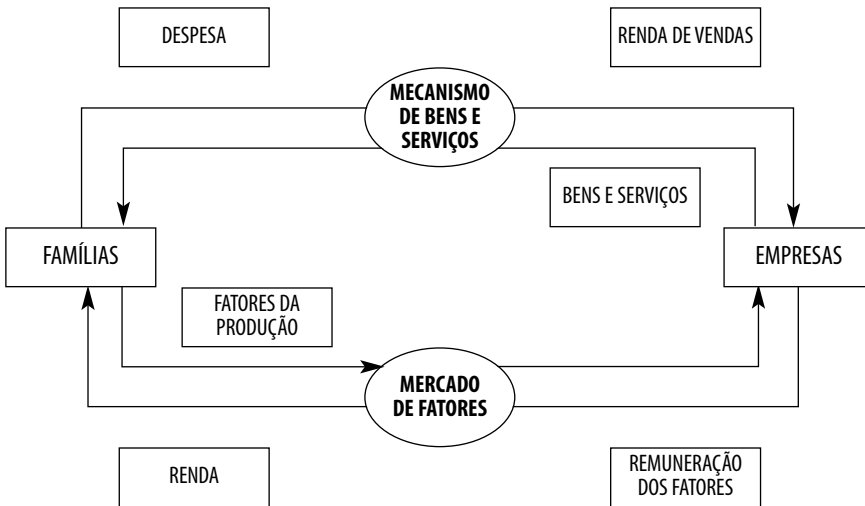 DESPESA
RENDA DE VENDAS
MECANISMO
DE BENS E
SERVIÇOS
BENS E SERVIÇOS
FAMÍLIAS
EMPRESAS
FATORES DA
PRODUÇÃO
MERCADO
DE FATORES
RENDA
REMUNERAÇÃO
DOS FATORES